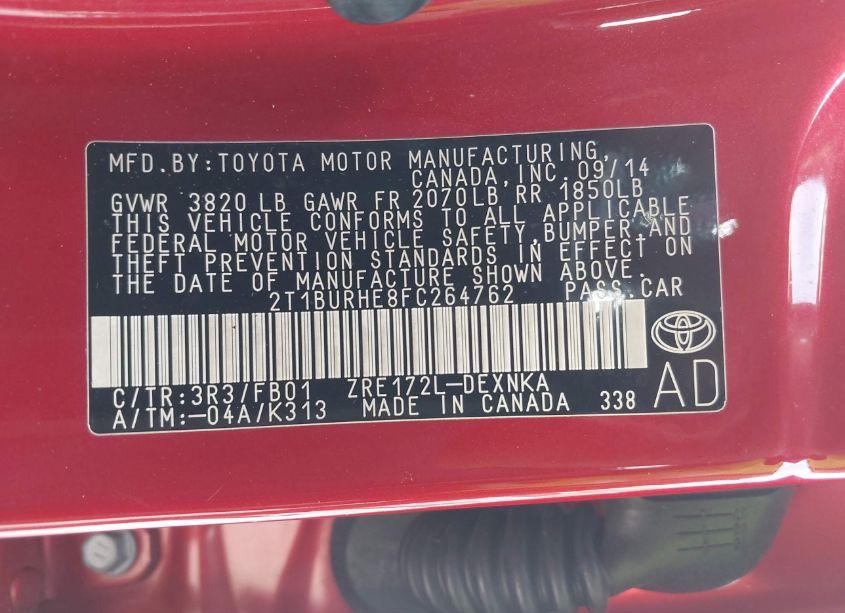 MFD.BY:TOYOTA MOTOR MANUFACTURING,
CANADA,INC. 09/14
GVWR 3820 LB GAWR FR 2070LB RR 1850LB
THIS VEHICLE CONFORMS TO ALL APPLICABLE
FEDERAL MOTOR VEHICLE SAFETY,BUMPER,AND
THEFT PREVENTION STANDARDS IN EFFECT ON
THE DATE OF MANUFACTURE SHOWN ABOVE.
2T1BURHE8FC264762 PASS.CAR
C/TR:3R3/FB01 ZRE172L-DEXNKA
A/TM:-04A/K313 MADE IN CANADA 338 AD